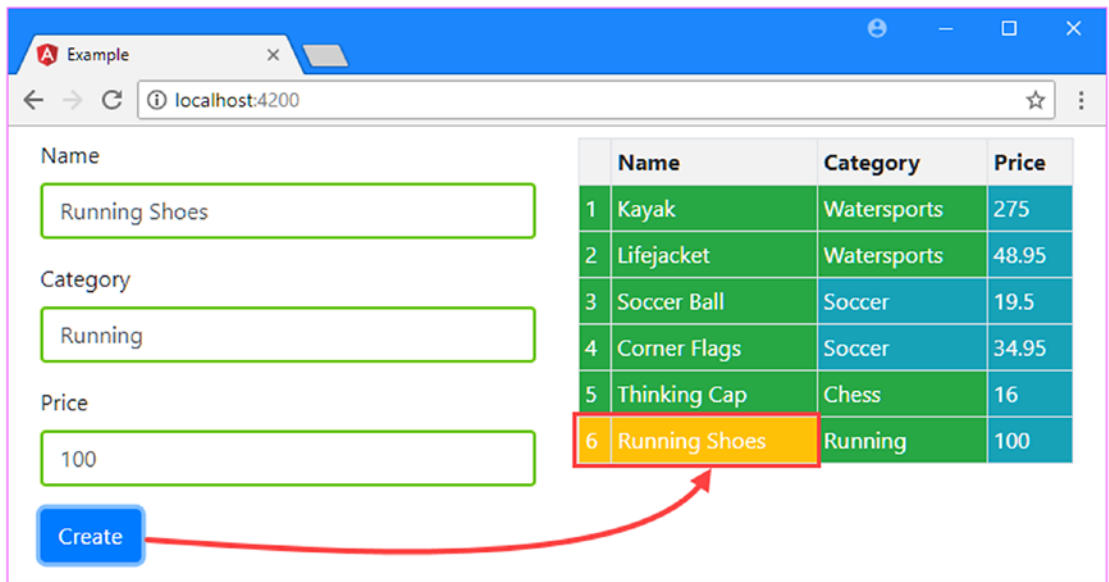 Example
localhost:4200
Name
Running Shoes
Category
Running
Price
100
Create
Name Category Price
1 Kayak Watersports 275
2 Lifejacket Watersports 48.95
3 Soccer Ball Soccer 19.5
4 Corner Flags Soccer 34.95
5 Thinking Cap Chess 16
6 Running Shoes Running 100